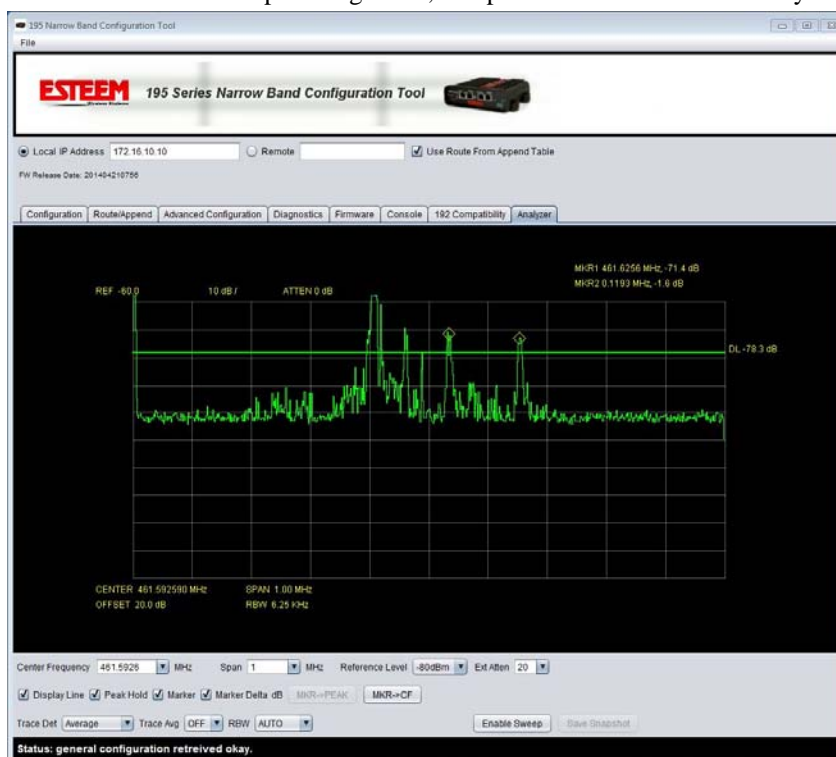 195 Narrow Band Configuration Tool
File
ESTEEM
195 Series Narrow Band Configuration Tool
Local IP Address 172.16.10.10 Remote Use Route From Append Table
FW Release Date: 201404210756
Configuration Route/Append Advanced Configuration Diagnostics Firmware Console 192 Compatibility Analyzer
MKR1 461.6256 MHz, -71.4 dB
MKR2 0.1193 MHz, -1.6 dB
REF -60.0 10 dB / ATTEN 0 dB
DL -78.3 dB
CENTER 461.592590 MHz SPAN 1.00 MHz
OFFSET 20.0 dB RBW 6.25 KHz
Center Frequency 461.5926 MHz Span 1 MHz Reference Level -80dBm Ext Atten 20
Display Line Peak Hold Marker Marker Delta dB MKR->PEAK MKR->CF
Trace Det Average Trace Avg OFF RBW AUTO Enable Sweep Save Snapshot
Status: general configuration retreived okay.